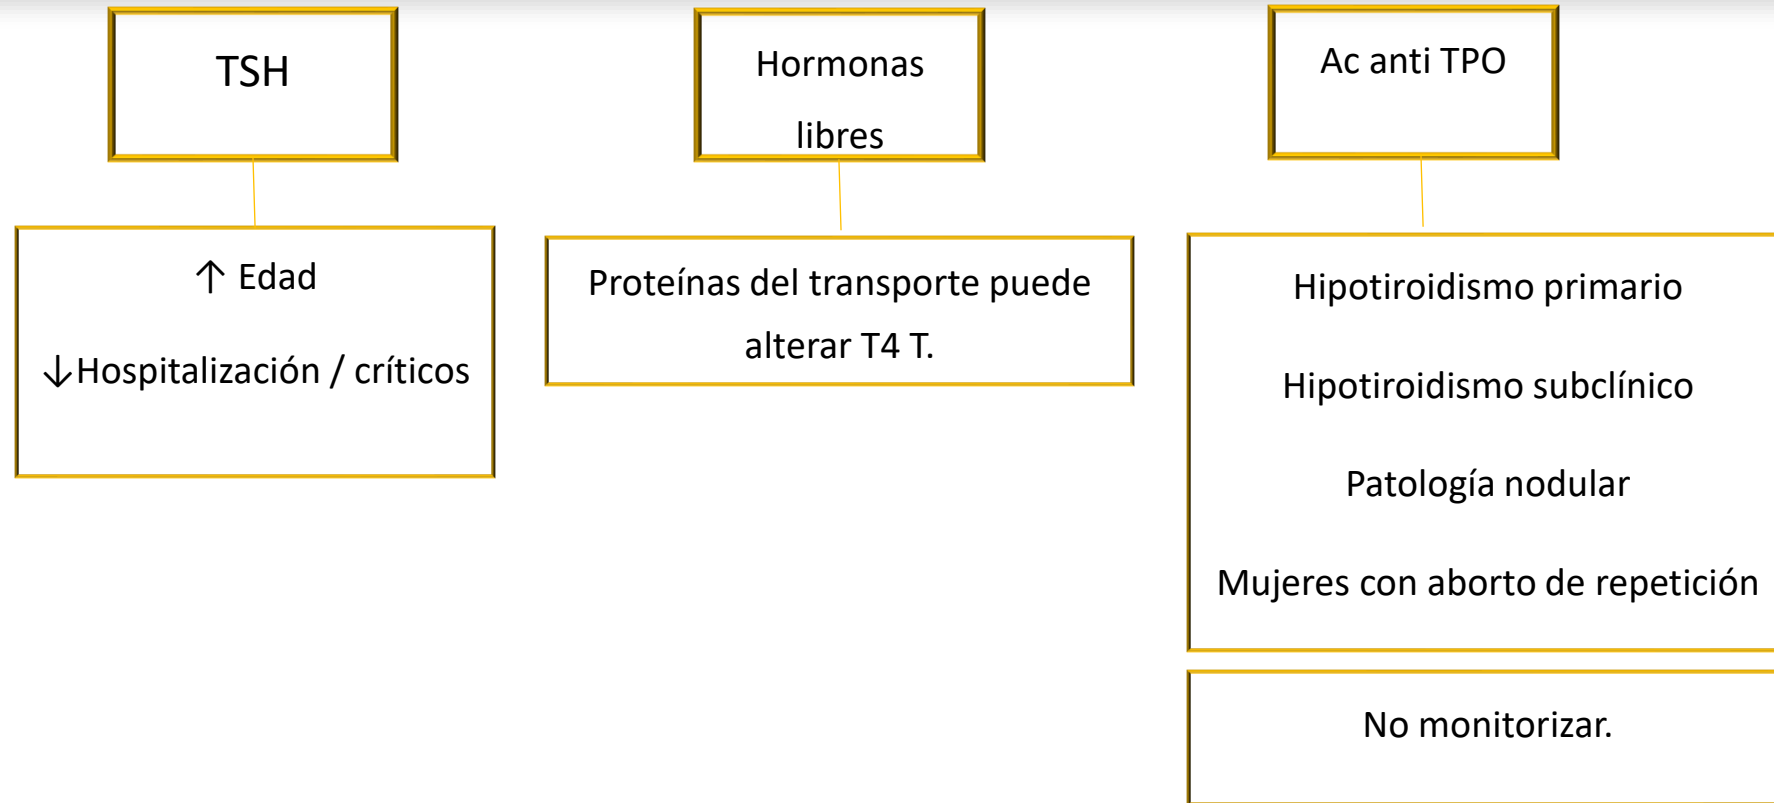 TSH
↑ Edad
↓Hospitalización / críticos
Hormonas
libres
Proteínas del transporte puede
alterar T4 T.
Ac anti TPO
Hipotiroidismo primario
Hipotiroidismo subclínico
Patología nodular
Mujeres con aborto de repetición
No monitorizar.